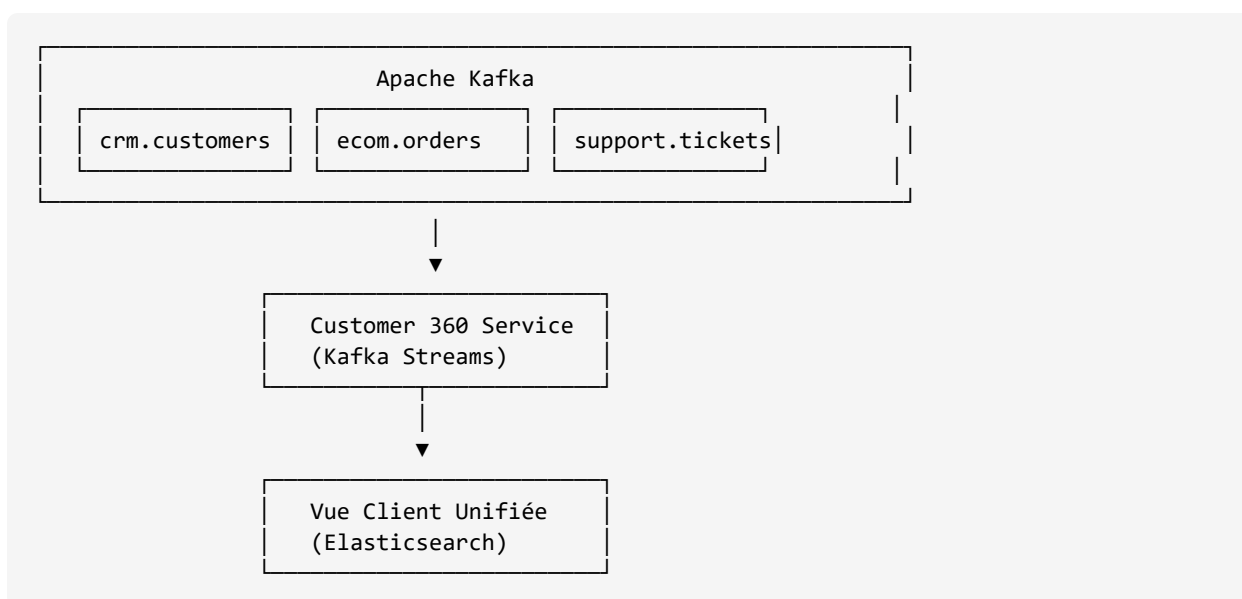 Apache Kafka
crm.customers ecom.orders support.tickets
Customer 360 Service
(Kafka Streams)
Vue Client Unifiée
(Elasticsearch)